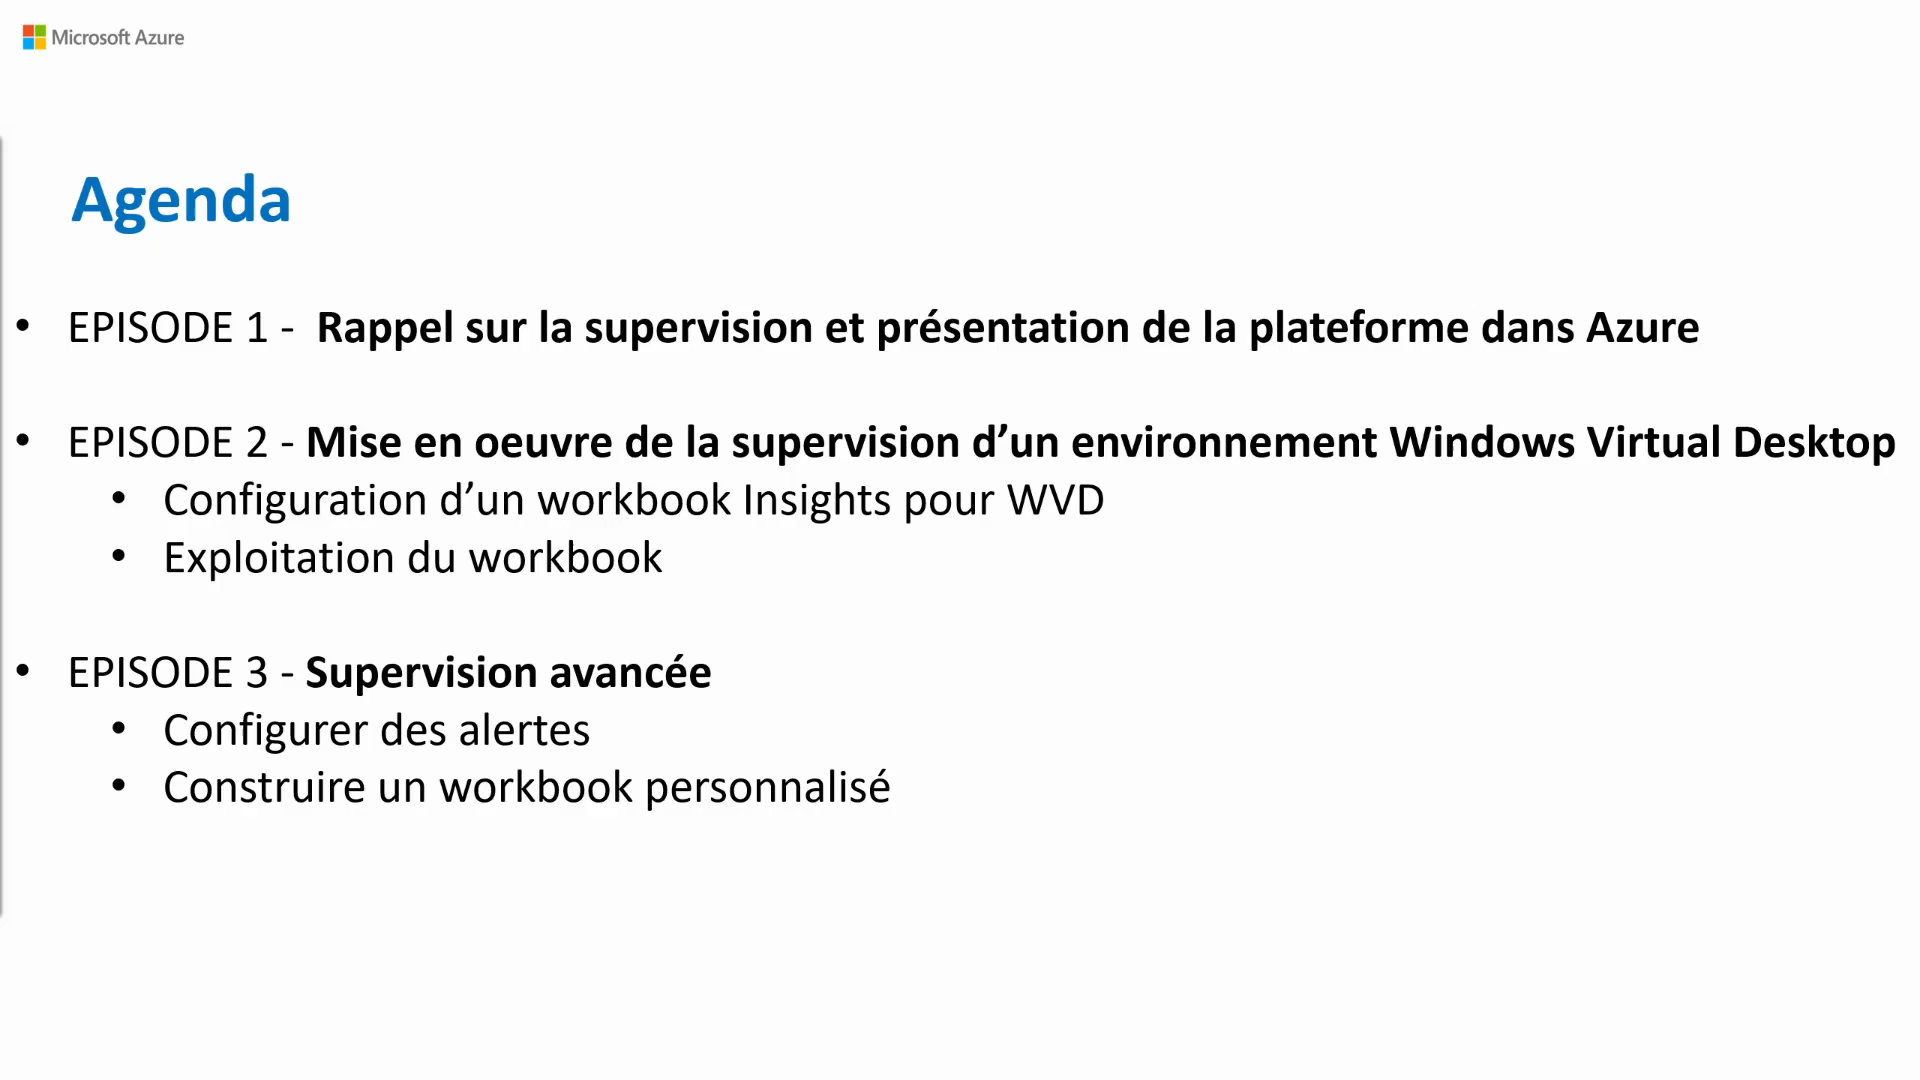 Microsoft Azure
Agenda
• EPISODE 1 - Rappel sur la supervision et présentation de la plateforme dans Azure
• EPISODE 2 - Mise en oeuvre de la supervision d’un environnement Windows Virtual Desktop
• Configuration d’un workbook Insights pour WVD
• Exploitation du workbook
• EPISODE 3 - Supervision avancée
• Configurer des alertes
• Construire un workbook personnalisé